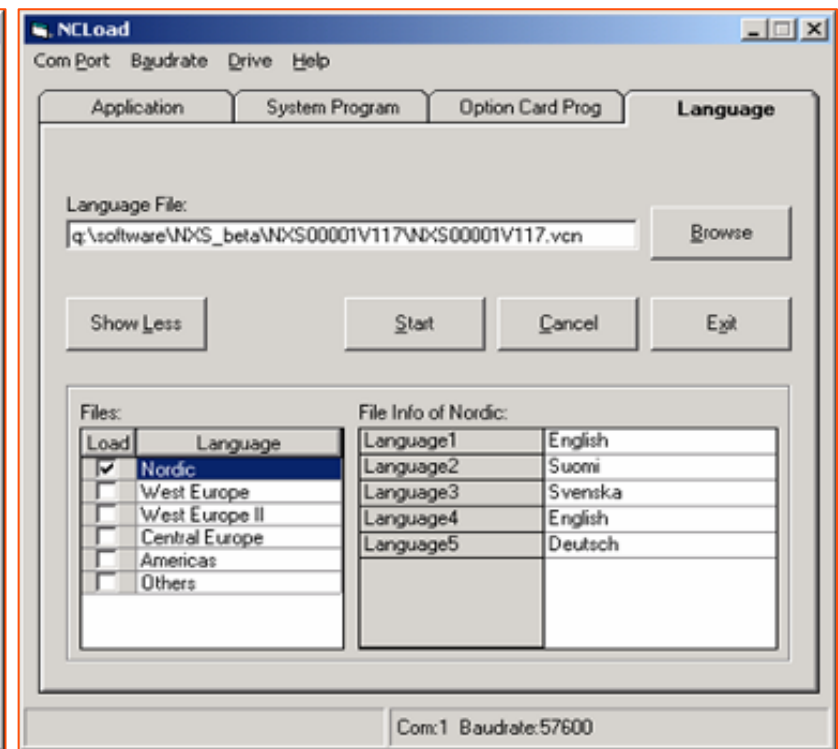 NCLoad
Com Port Baudrate Drive Help
Application System Program Option Card Prog Language
Language File:
q:\software\NXS_beta\NXS00001V117\NXS00001V117.vcn Browse
Show Less Start Cancel Exit
Files: File Info of Nordic:
Load Language Language1 English
Nordic Language2 Suomi
West Europe Language3 Svenska
West Europe II Language4 English
Central Europe Language5 Deutsch
Americas
Others
Com:1 Baudrate:57600